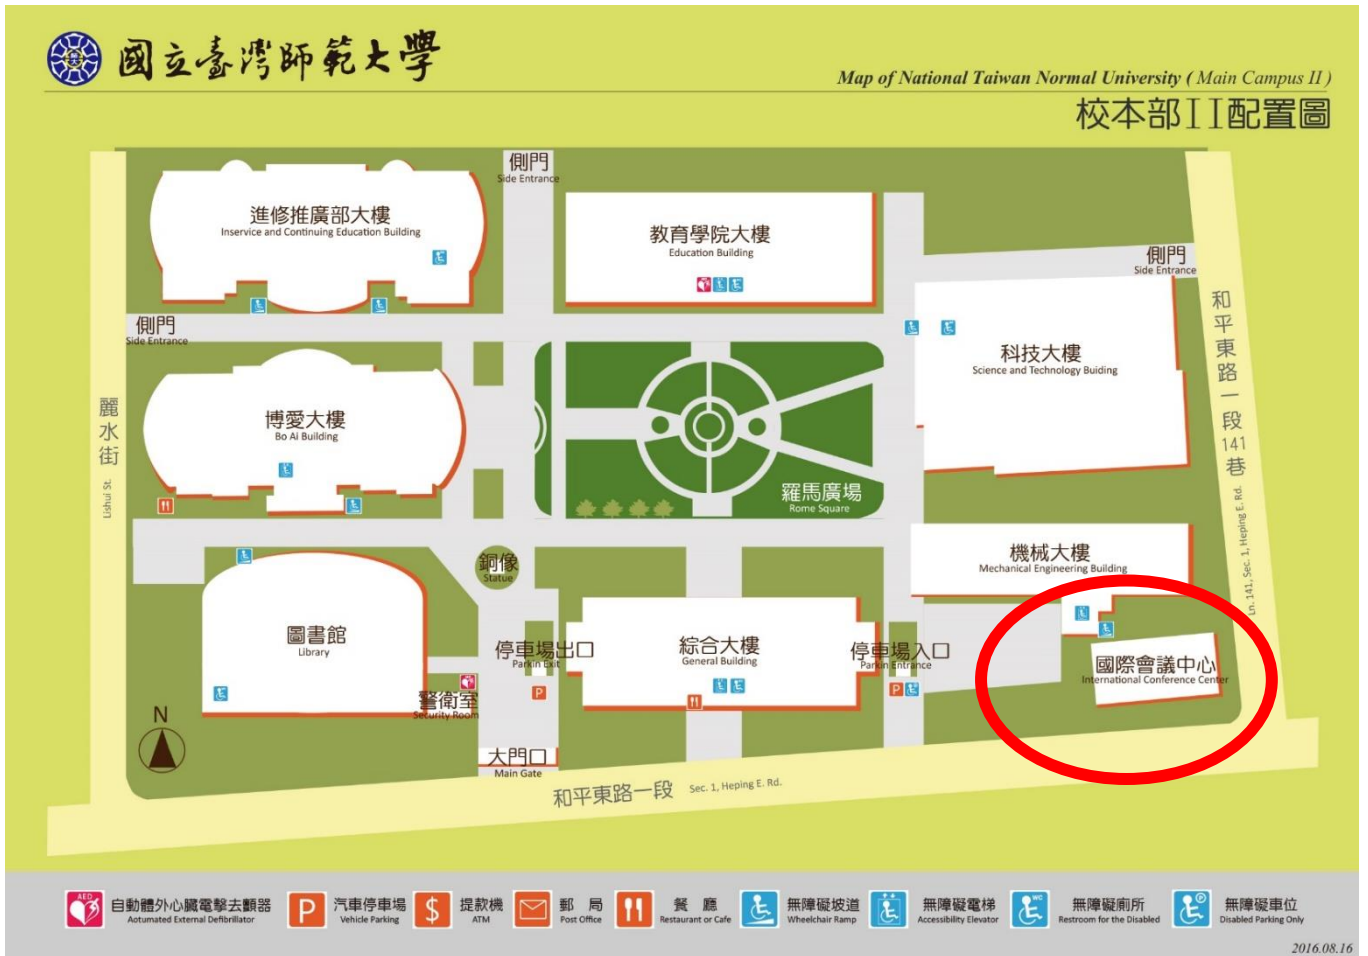 國立臺灣師範大學
Map of National Taiwan Normal University ( Main Campus II )
校本部II配置圖
側門
Side Entrance
進修推廣部大樓
Inservice and Continuing Education Building
教育學院大樓
Education Building
側門
Side Entrance
側門
Side Entrance
科技大樓
Science and Technology Buiding
和平東路一段141巷
Ln. 141, Sec. 1, Heping E. Rd.
麗水街
Lishui St.
博愛大樓
Bo Ai Building
羅馬廣場
Rome Square
銅像
Statue
機械大樓
Mechanical Engineering Building
圖書館
Library
停車場出口
Parkin Exit
綜合大樓
General Building
停車場入口
Parkin Entrance
國際會議中心
International Conference Center
警衛室
Security Room
N
大門口
Main Gate
和平東路一段 Sec. 1, Heping E. Rd.
P
P
AED
自動體外心臟電擊去顫器
Aotumated External Defibrillator
P
汽車停車場
Vehicle Parking
$
提款機
ATM
郵 局
Post Office
餐 廳
Restaurant or Cafe
無障礙坡道
Wheelchair Ramp
無障礙電梯
Accessibility Elevator
WC
無障礙廁所
Restroom for the Disabled
P
無障礙車位
Disabled Parking Only
2016.08.16